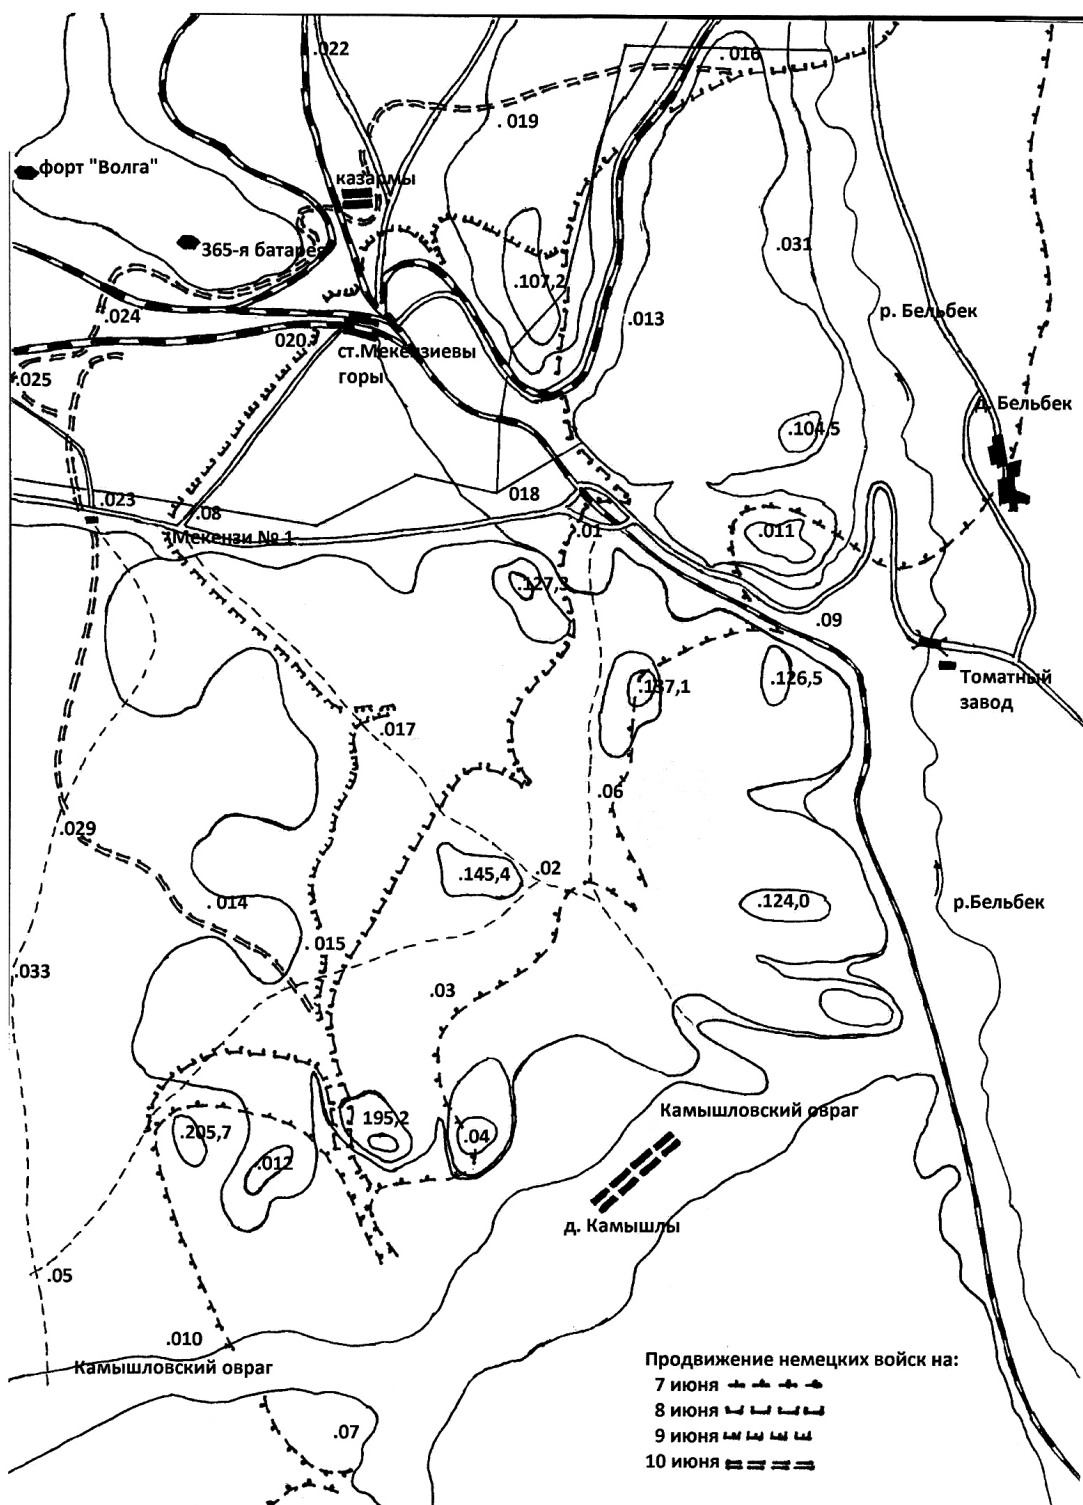 .022
.016
. 019
форт "Волга"
казармы
365-я батарея
.031
.107,2
.024
.013
р. Бельбек
020.
ст.Мекензиевы
горы
.025
д. Бельбек
.104,5
.023
.08
018
.01
.011
Мекензи № 1
.127,3
.09
.137,1
.126,5
Томатный
завод
.017
.06
.029
.145,4
.02
.124,0
. 014
р.Бельбек
. 015
.033
.03
195,2
Камышловский овраг
.205,7
.04
.012
д. Камышлы
.05
.010
Камышловский овраг
Продвижение немецких войск на:
7 июня
8 июня
9 июня
10 июня
.07